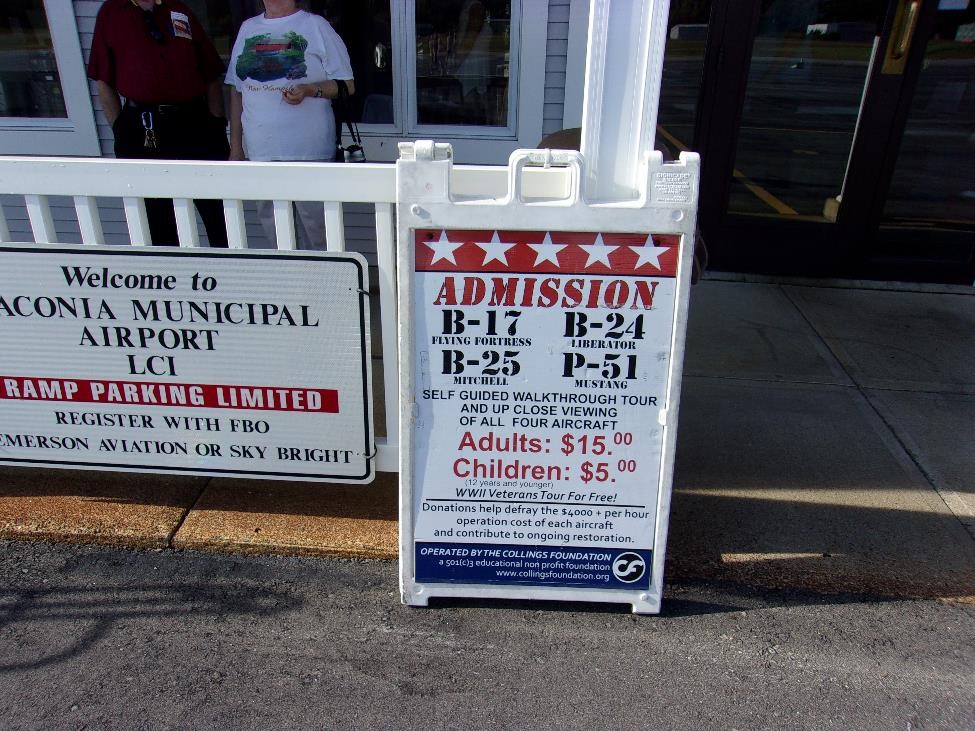 New Hampshire
Welcome to
ACONIA MUNICIPAL
AIRPORT
LCI
RAMP PARKING LIMITED
REGISTER WITH FBO
EMERSON AVIATION OR SKY BRIGHT
ADMISSION
B-17 B-24
FLYING FORTRESS LIBERATOR
B-25 P-51
MITCHELL MUSTANG
SELF GUIDED WALKTHROUGH TOUR
AND UP CLOSE VIEWING
OF ALL FOUR AIRCRAFT
Adults: $15.00
Children: $5.00
(12 years and younger)
WWII Veterans Tour For Free!
Donations help defray the $4000 + per hour
operation cost of each aircraft
and contribute to ongoing restoration.
OPERATED BY THE COLLINGS FOUNDATION
a 501(c)3 educational non profit foundation
www.collingsfoundation.org
CF